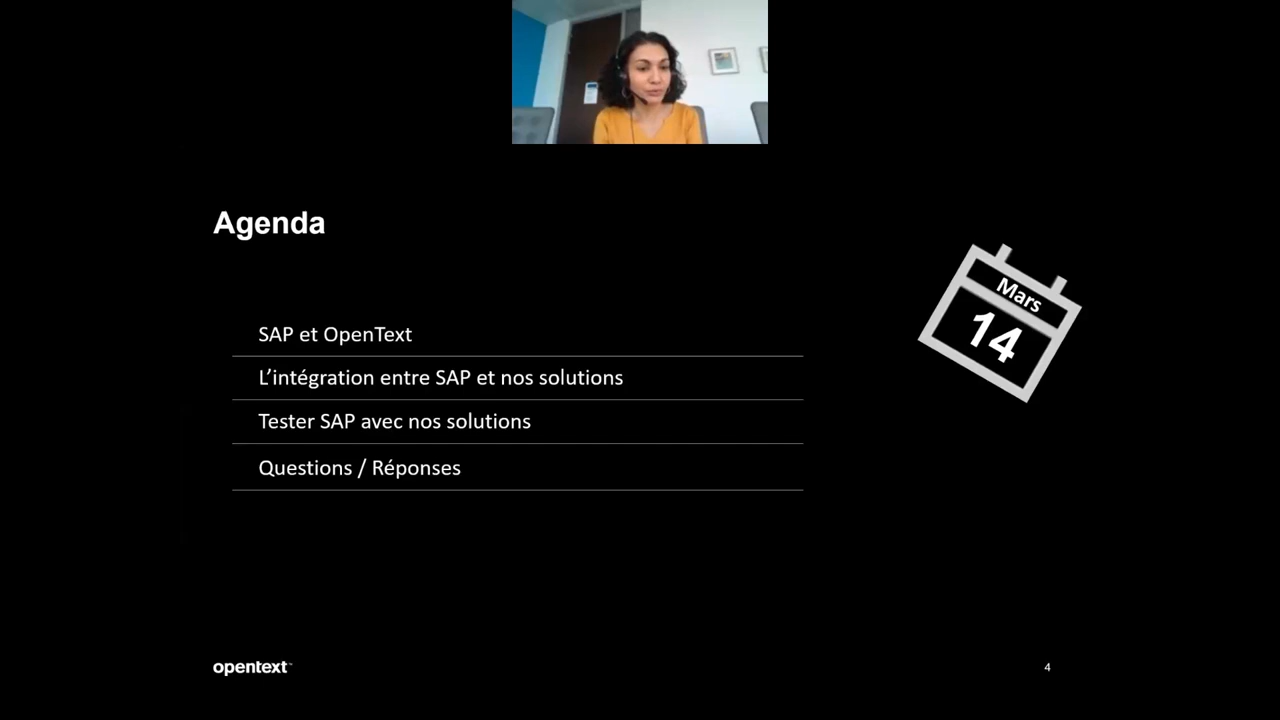 Agenda
Mars
14
SAP et OpenText
L’intégration entre SAP et nos solutions
Tester SAP avec nos solutions
Questions / Réponses
opentext™
4